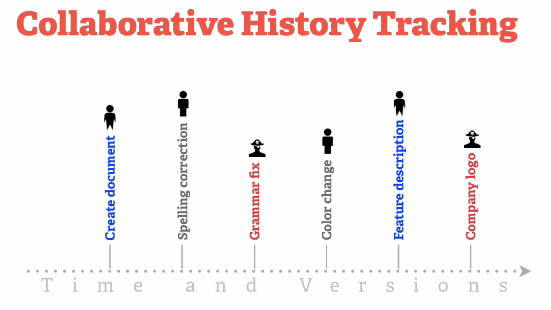 Collaborative History Tracking
Create document
Spelling correction
Grammar fix
Color change
Feature description
Company logo
Time and Versions